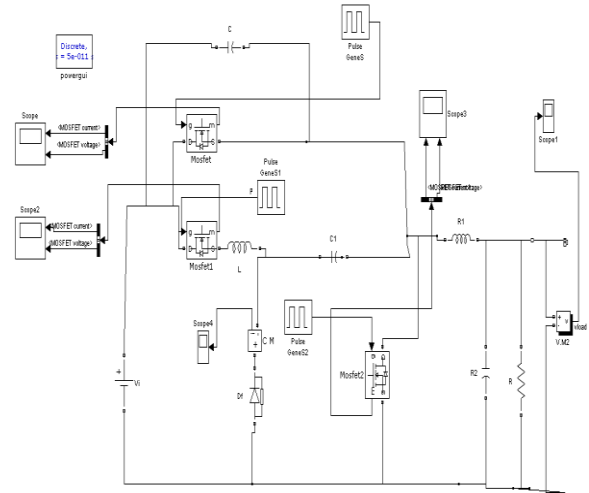 C
Pulse
GeneS
Discrete,
s = 5e-011
powergui
Scope
<MOSFET current>
<MOSFET voltage>
g
m
D
S
Mosfet
Scope3
Scope1
Pulse
GeneS1
Scope2
<MOSFET current>
<MOSFET voltage>
g
m
D
S
Mosfet1
L
C1
R1
Scope4
C M
Pulse
GeneS2
Mosfet2
+
Vi
Df
R2
R
+
-
v
vload
V.M2